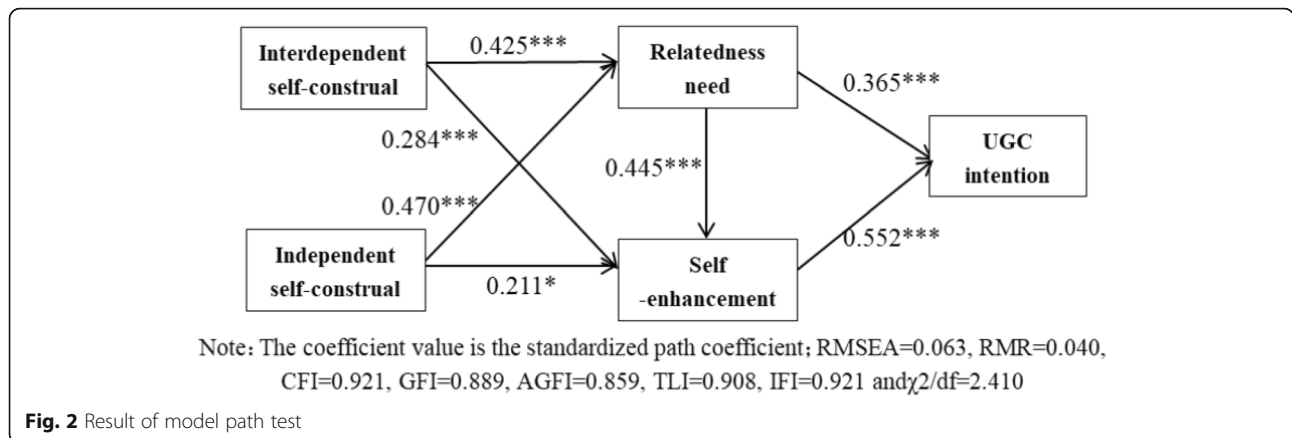 Interdependent
self-construal
0.425***
Relatedness
need
0.365***
0.284***
0.445***
UGC
intention
0.470***
Independent
self-construal
0.211*
Self
-enhancement
0.552***
Note: The coefficient value is the standardized path coefficient; RMSEA=0.063, RMR=0.040,
CFI=0.921, GFI=0.889, AGFI=0.859, TLI=0.908, IFI=0.921 andχ2/df=2.410
Fig. 2 Result of model path test